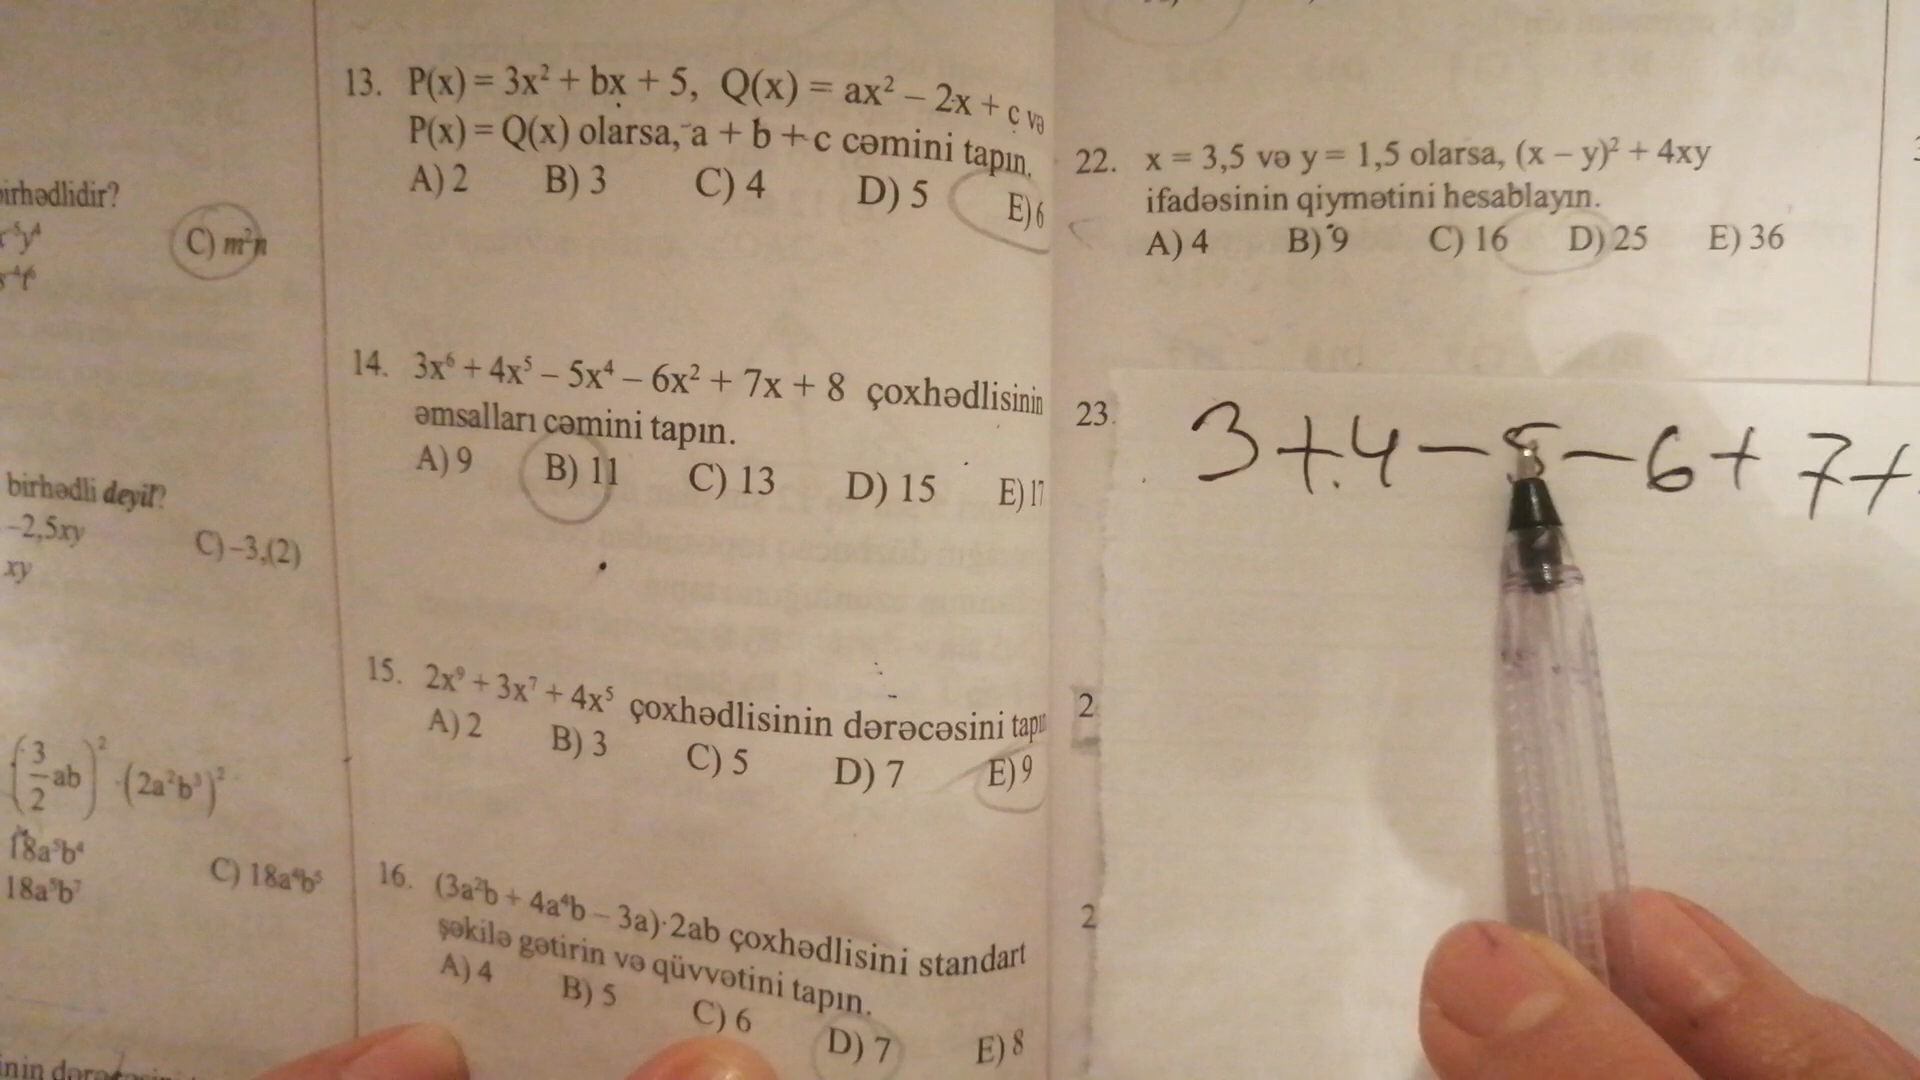 birhədlidir?
C) m²n
birhədli deyil?
–2,5xy
C) –3,(2)
xy
(3/2 ab)² · (2a²b³)²
18a⁵b⁴
C) 18a⁴b⁵
18a⁵b⁷
13. P(x) = 3x² + bx + 5, Q(x) = ax² – 2x + c və
P(x) = Q(x) olarsa, a + b + c cəmini tapın.
A) 2 B) 3 C) 4 D) 5 E) 6
14. 3x⁶ + 4x⁵ – 5x⁴ – 6x² + 7x + 8 çoxhədlisinin
əmsalları cəmini tapın.
A) 9 B) 11 C) 13 D) 15 E) 17
15. 2x⁹ + 3x⁷ + 4x⁵ çoxhədlisinin dərəcəsini tapın
A) 2 B) 3 C) 5 D) 7 E) 9
16. (3a²b + 4a⁴b – 3a)·2ab çoxhədlisini standart
şəkilə gətirin və qüvvətini tapın.
A) 4 B) 5 C) 6 D) 7 E) 8
22. x = 3,5 və y = 1,5 olarsa, (x – y)² + 4xy
ifadəsinin qiymətini hesablayın.
A) 4 B) 9 C) 16 D) 25 E) 36
23.
3 + 4 – 5 – 6 + 7 +
2
2